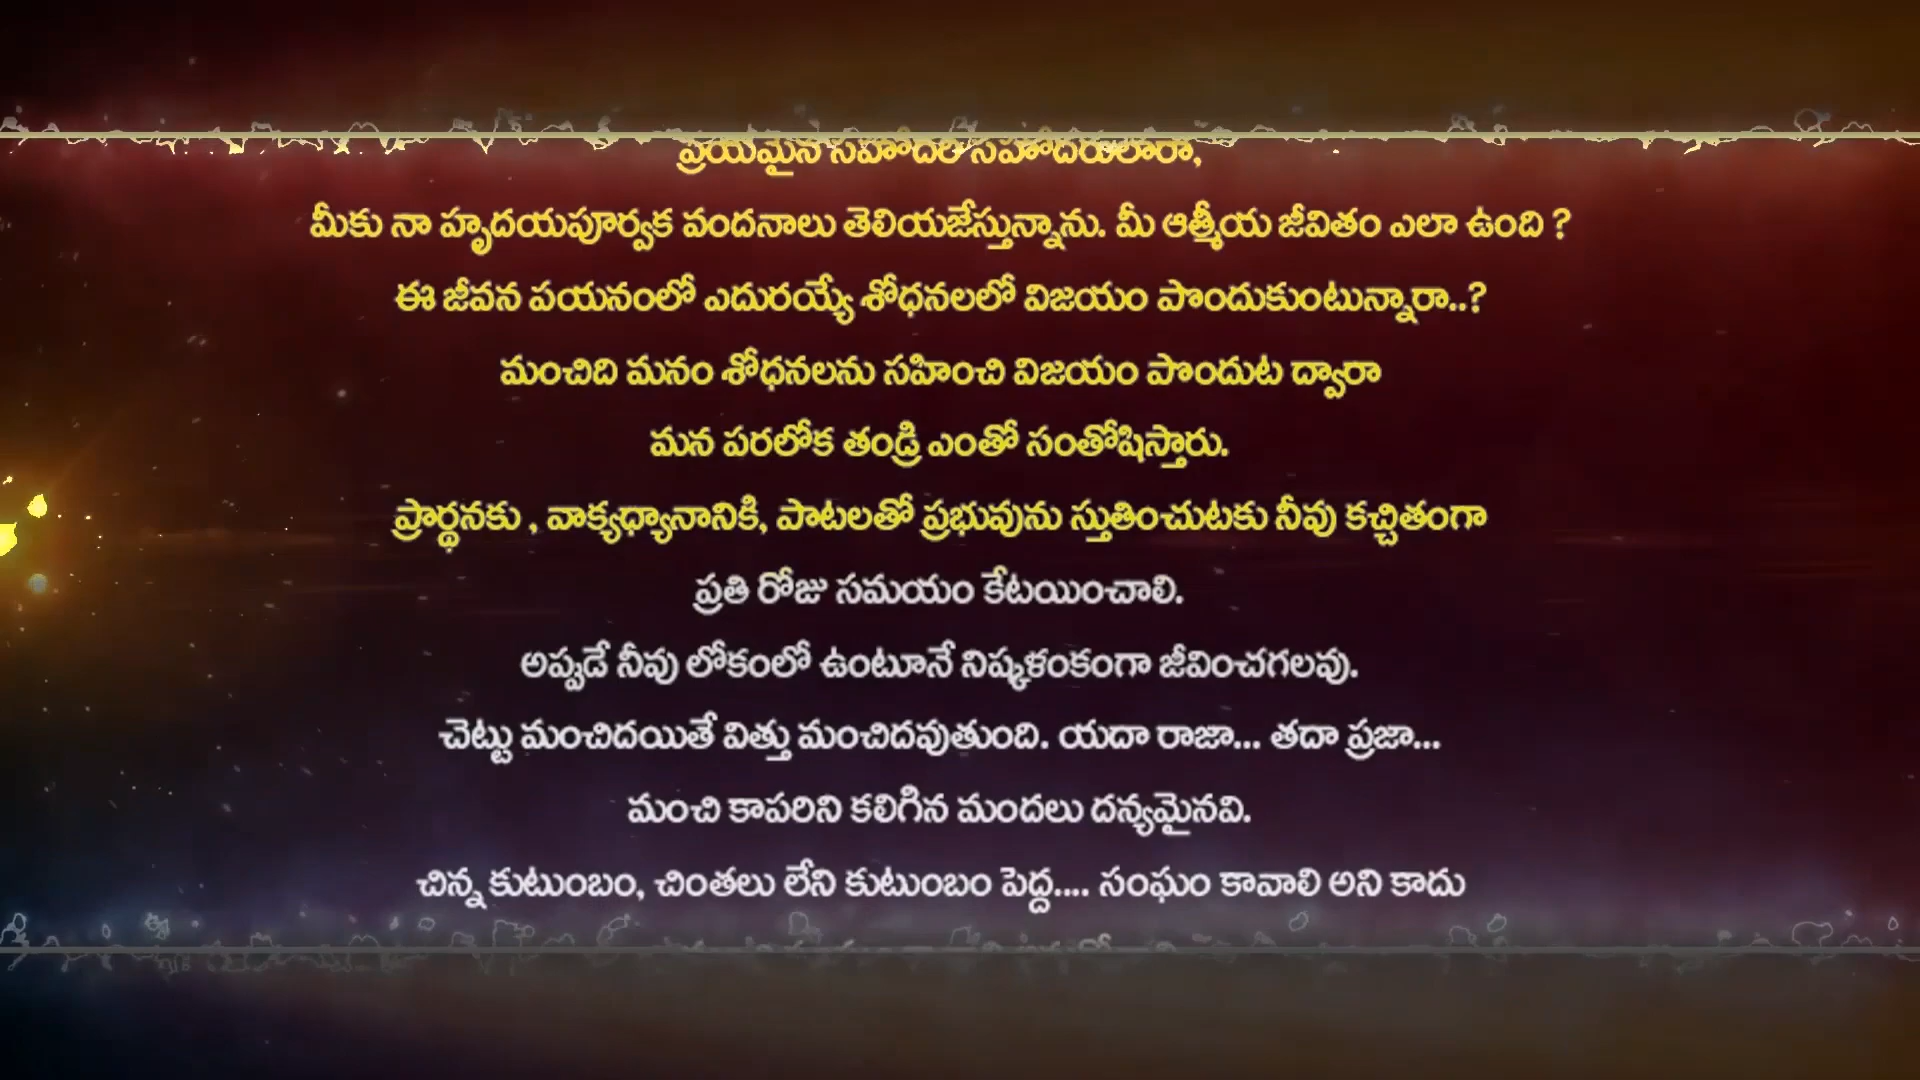 ప్రియమైన సహోదరీ సహోదరులారా,
మీకు నా హృదయపూర్వక వందనాలు తెలియజేస్తున్నాను. మీ ఆత్మీయ జీవితం ఎలా ఉంది ?
ఈ జీవన పయనంలో ఎదురయ్యే శోధనలలో విజయం పొందుకుంటున్నారా..?
మంచిది మనం శోధనలను సహించి విజయం పొందుట ద్వారా
మన పరలోక తండ్రి ఎంతో సంతోషిస్తారు.
ప్రార్థనకు , వాక్యధ్యానానికి, పాటలతో ప్రభువును స్తుతించుటకు నీవు కచ్చితంగా
ప్రతి రోజు సమయం కేటయించాలి.
అప్పడే నీవు లోకంలో ఉంటూనే నిష్కళంకంగా జీవించగలవు.
చెట్టు మంచిదయితే విత్తు మంచిదవుతుంది. యదా రాజా... తదా ప్రజా...
మంచి కాపరిని కలిగిన మందలు దన్యమైనవి.
చిన్న కుటుంబం, చింతలు లేని కుటుంబం పెద్ద.... సంఘం కావాలి అని కాదు